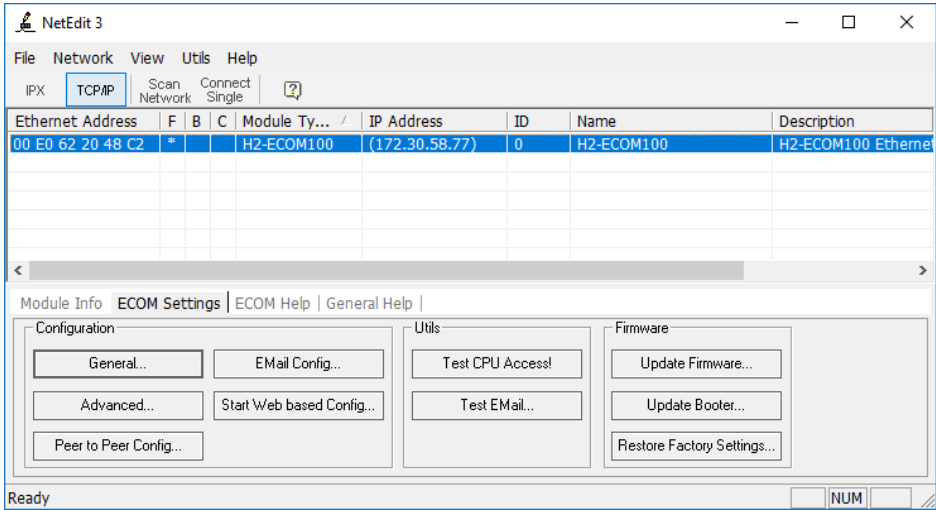 NetEdit 3
File Network View Utils Help
IPX TCP/IP Scan Network Connect Single
Ethernet Address F B C Module Ty... IP Address ID Name Description
00 E0 62 20 48 C2 * H2-ECOM100 (172.30.58.77) 0 H2-ECOM100 H2-ECOM100 Ethernet
Module Info ECOM Settings ECOM Help General Help
Configuration Utils Firmware
General... EMail Config... Test CPU Access! Update Firmware...
Advanced... Start Web based Config... Test EMail... Update Booter...
Peer to Peer Config... Restore Factory Settings...
Ready NUM